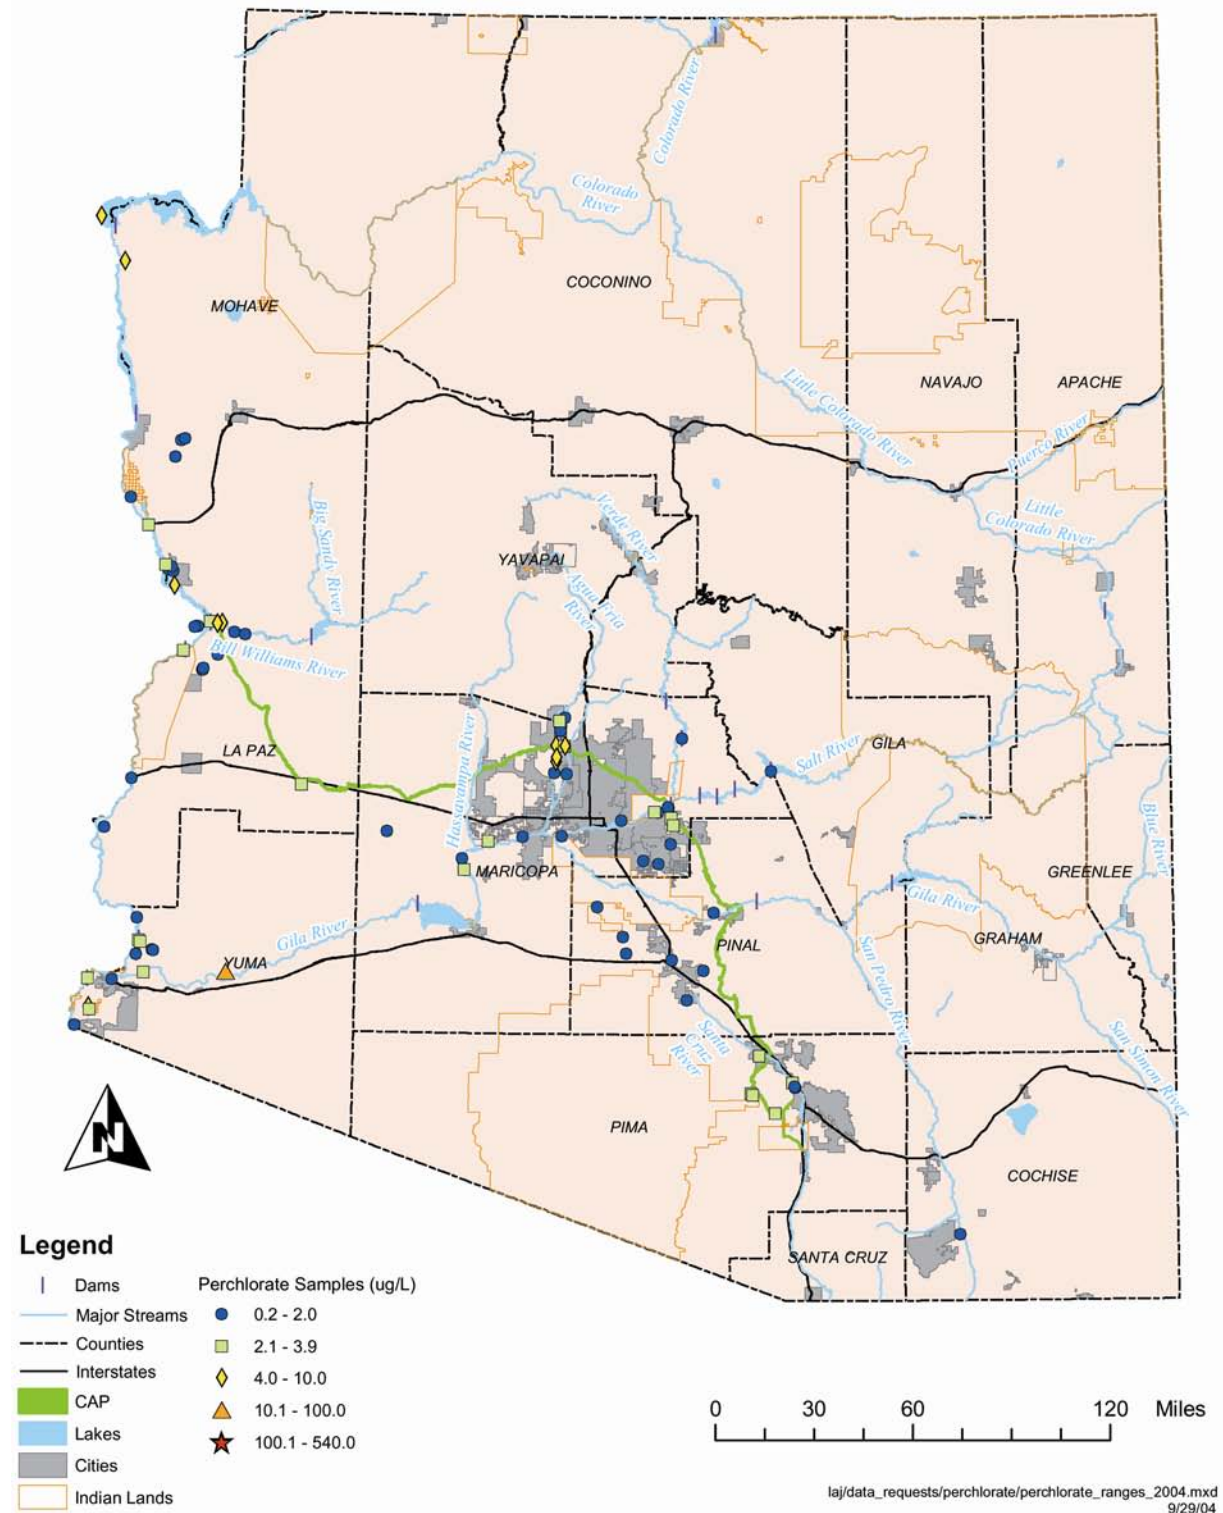 Colorado River
Colorado
River
COCONINO
MOHAVE
NAVAJO
APACHE
Little Colorado River
Puerco River
Little
Colorado River
Big Sandy River
Verde River
YAVAPAI
Agua Fria
River
Bill Williams River
Hassayampa River
LA PAZ
Salt River
GILA
Blue River
MARICOPA
GREENLEE
Gila River
Gila River
GRAHAM
PINAL
YUMA
San Pedro River
Santa
Cruz
River
San Simon River
N
PIMA
COCHISE
SANTA CRUZ
Legend
Dams
Major Streams
Counties
Interstates
CAP
Lakes
Cities
Indian Lands
Perchlorate Samples (ug/L)
0.2 - 2.0
2.1 - 3.9
4.0 - 10.0
10.1 - 100.0
100.1 - 540.0
0 30 60 120 Miles
laj/data_requests/perchlorate/perchlorate_ranges_2004.mxd
9/29/04